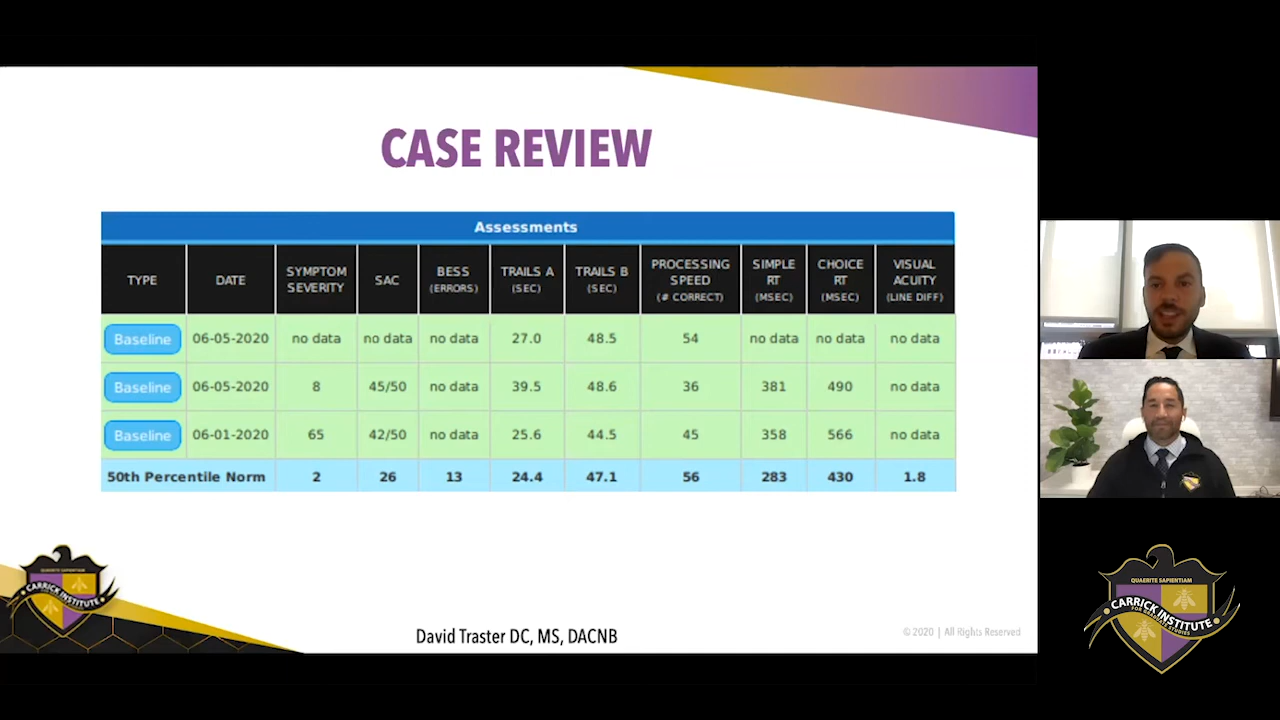 CASE REVIEW
Assessments
TYPE DATE SYMPTOM SEVERITY SAC BESS (ERRORS) TRAILS A (SEC) TRAILS B (SEC) PROCESSING SPEED (# CORRECT) SIMPLE RT (MSEC) CHOICE RT (MSEC) VISUAL ACUITY (LINE DIFF)
Baseline 06-05-2020 no data no data no data 27.0 48.5 54 no data no data no data
Baseline 06-05-2020 8 45/50 no data 39.5 48.6 36 381 490 no data
Baseline 06-01-2020 65 42/50 no data 25.6 44.5 45 358 566 no data
50th Percentile Norm 2 26 13 24.4 47.1 56 283 430 1.8
QUAERITE SAPIENTIAM
CARRICK INSTITUTE
David Traster DC, MS, DACNB
© 2020 | All Rights Reserved
QUAERITE SAPIENTIAM
CARRICK INSTITUTE